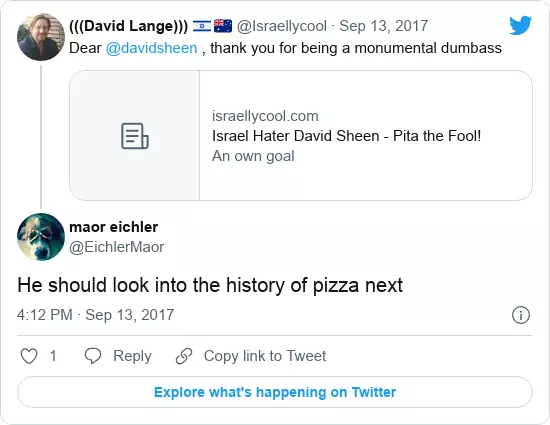 (((David Lange))) 🇮🇱 🇦🇺 @Israellycool · Sep 13, 2017
Dear @davidsheen , thank you for being a monumental dumbass
israellycool.com
Israel Hater David Sheen - Pita the Fool!
An own goal
maor eichler
@EichlerMaor
He should look into the history of pizza next
4:12 PM · Sep 13, 2017
1 Reply Copy link to Tweet
Explore what's happening on Twitter